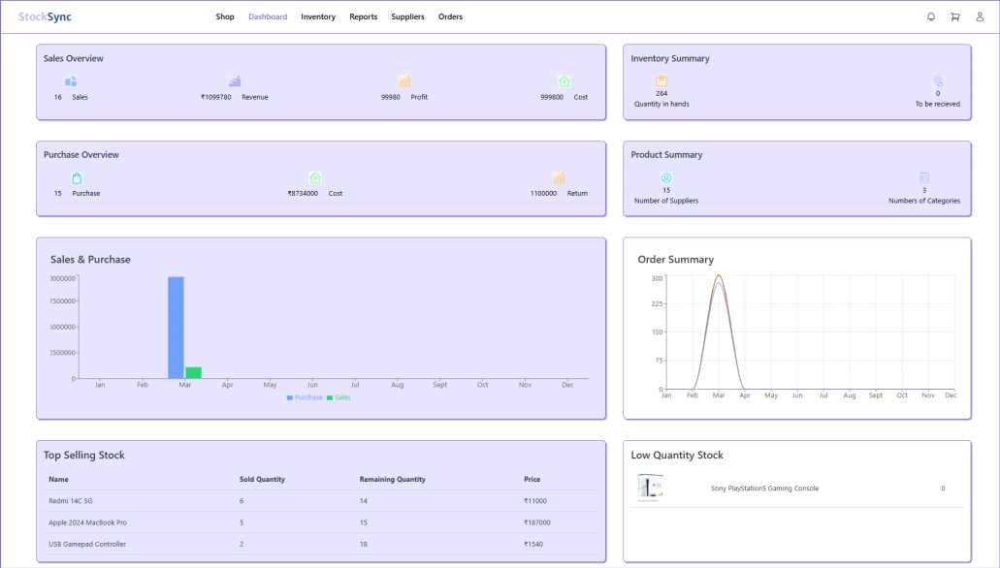 StockSync Shop Dashboard Inventory Reports Suppliers Orders
Sales Overview
16 Sales ₹1099780 Revenue 99980 Profit 999800 Cost
Inventory Summary
264 0
Quantity in hands To be recieved
Purchase Overview
15 Purchase ₹8734000 Cost 1100000 Return
Product Summary
15 3
Number of Suppliers Numbers of Categories
Sales & Purchase
0000000
7500000
5000000
2500000
0
Jan Feb Mar Apr May Jun Jul Aug Sept Oct Nov Dec
Purchase Sales
Order Summary
300
225
150
75
0
Jan Feb Mar Apr May Jun Jul Aug Sept Oct Nov Dec
Top Selling Stock
Name Sold Quantity Remaining Quantity Price
Redmi 14C 5G 6 14 ₹11000
Apple 2024 MacBook Pro 5 15 ₹187000
USB Gamepad Controller 2 18 ₹1540
Low Quantity Stock
Sony PlayStation5 Gaming Console 0